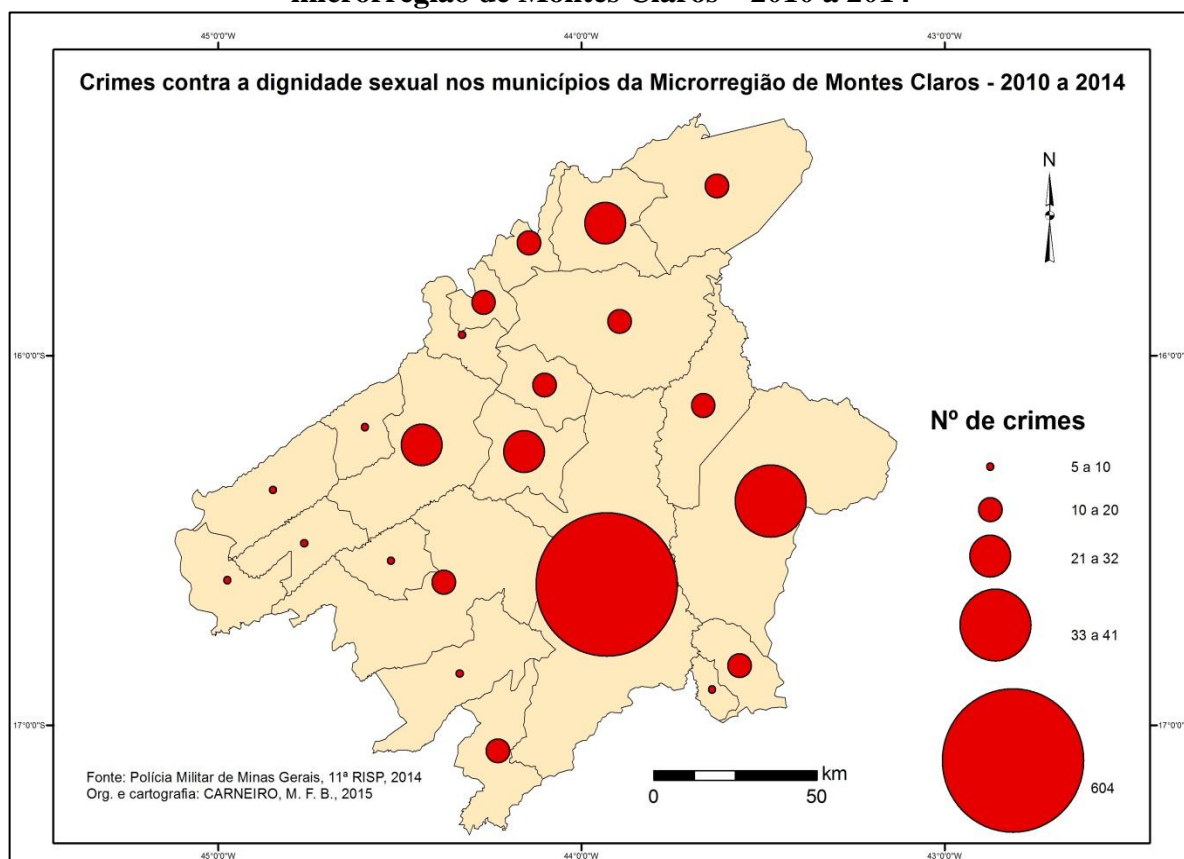 microrregião de Montes Claros – 2010 a 2014
45°0'0"W 44°0'0"W 43°0'0"W
Crimes contra a dignidade sexual nos municípios da Microrregião de Montes Claros - 2010 a 2014
N
16°0'0"S 16°0'0"S
Nº de crimes
5 a 10
10 a 20
21 a 32
33 a 41
604
17°0'0"S 17°0'0"S
Fonte: Polícia Militar de Minas Gerais, 11ª RISP, 2014
Org. e cartografia: CARNEIRO, M. F. B., 2015
km
0 50
45°0'0"W 44°0'0"W 43°0'0"W